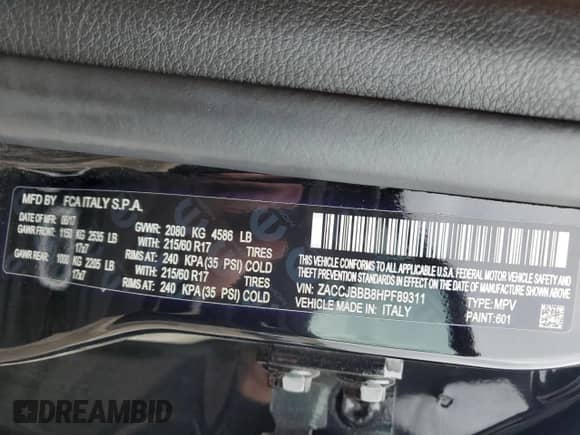 MFD BY FCA ITALY S.P.A.
DATE OF MFR 06/17 GVWR: 2080 KG 4586 LB
GAWR FRONT: 1150 KG 2535 LB WITH: 215/60 R17 TIRES
17x7 RIMS AT: 240 KPA (35 PSI) COLD
GAWR REAR: 1000 KG 2205 LB WITH: 215/60 R17 TIRES
17x7 RIMS AT: 240 KPA (35 PSI) COLD
THIS VEHICLE CONFORMS TO ALL APPLICABLE U.S.A. FEDERAL MOTOR VEHICLE SAFETY
AND THEFT PREVENTION STANDARDS IN EFFECT ON THE DATE OF MANUFACTURE SHOWN ABOVE
VIN: ZACCJBBB8HPF89311 TYPE: MPV
VEHICLE MADE IN: ITALY PAINT: 601
DREAMBID